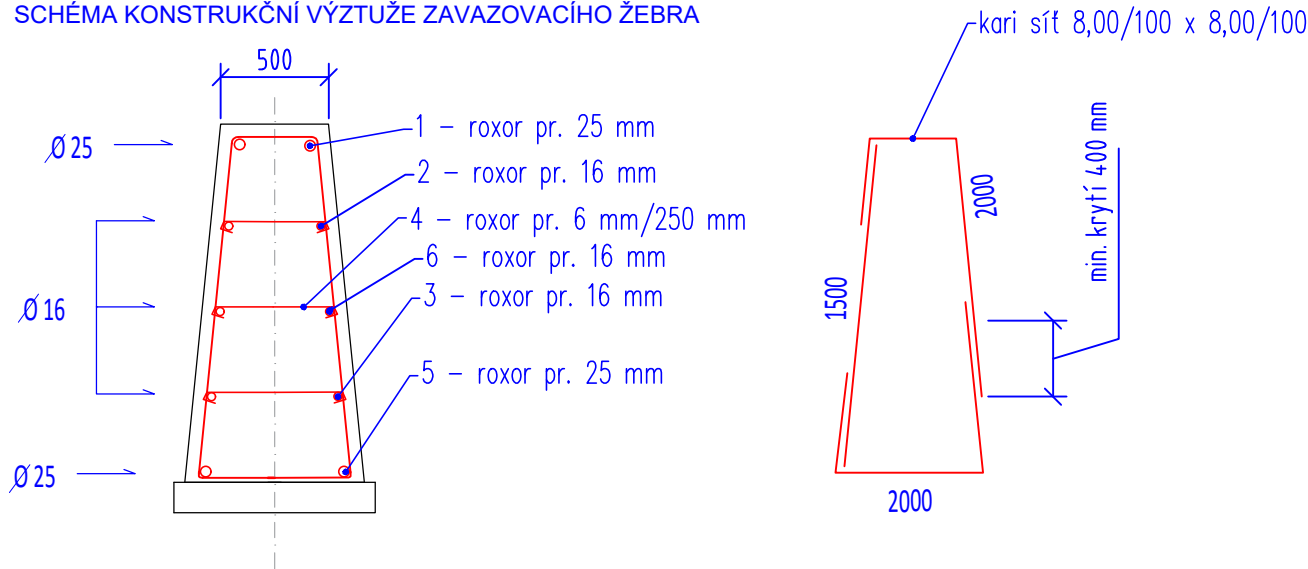 SCHÉMA KONSTRUKČNÍ VÝZTUŽE ZAVAZOVACÍHO ŽEBRA
500
Ø25
1 – roxor pr. 25 mm
2 – roxor pr. 16 mm
4 – roxor pr. 6 mm/250 mm
6 – roxor pr. 16 mm
Ø16
3 – roxor pr. 16 mm
5 – roxor pr. 25 mm
Ø25
kari síť 8,00/100 x 8,00/100
2000
min. krytí 400 mm
1500
2000